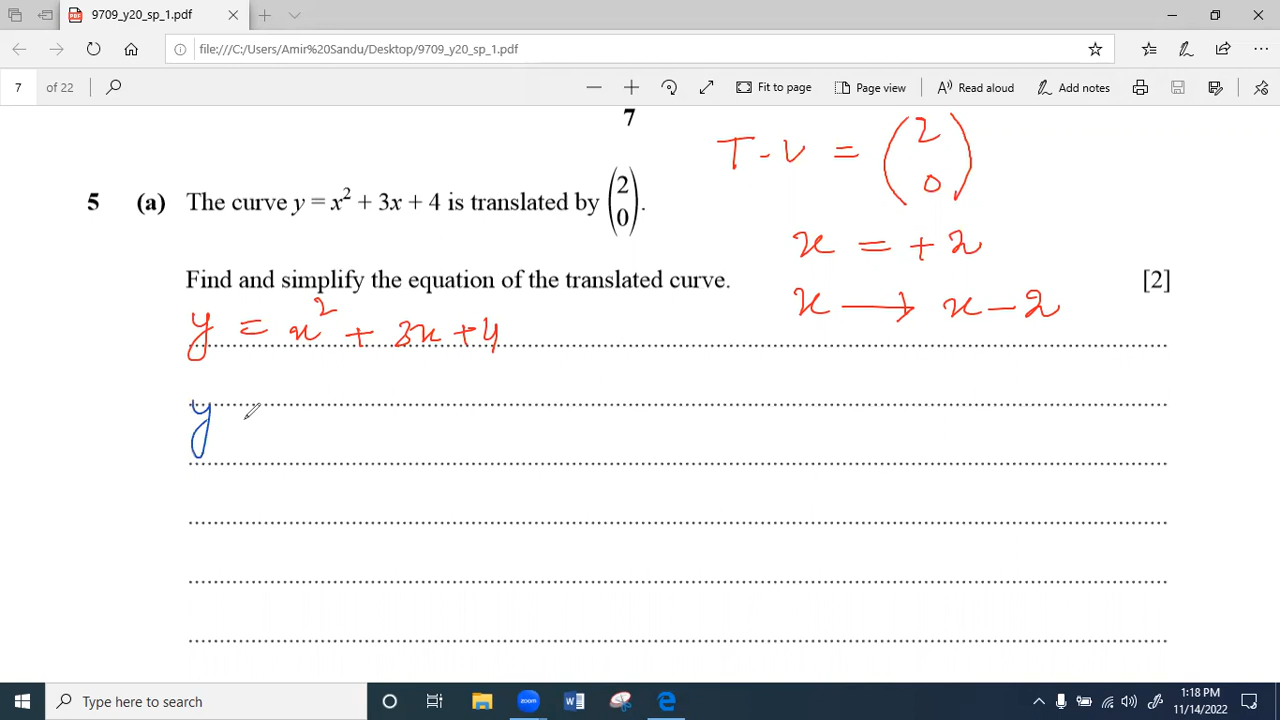 9709_y20_sp_1.pdf
file:///C:/Users/Amir%20Sandu/Desktop/9709_y20_sp_1.pdf
7 of 22
Fit to page
Page view
Read aloud
Add notes
7
T-V = (2 0)
5 (a) The curve y = x² + 3x + 4 is translated by (2 0).
x = +2
Find and simplify the equation of the translated curve. [2]
x → x-2
y = x² + 3x + 4
y
Type here to search
zoom
1:18 PM
11/14/2022